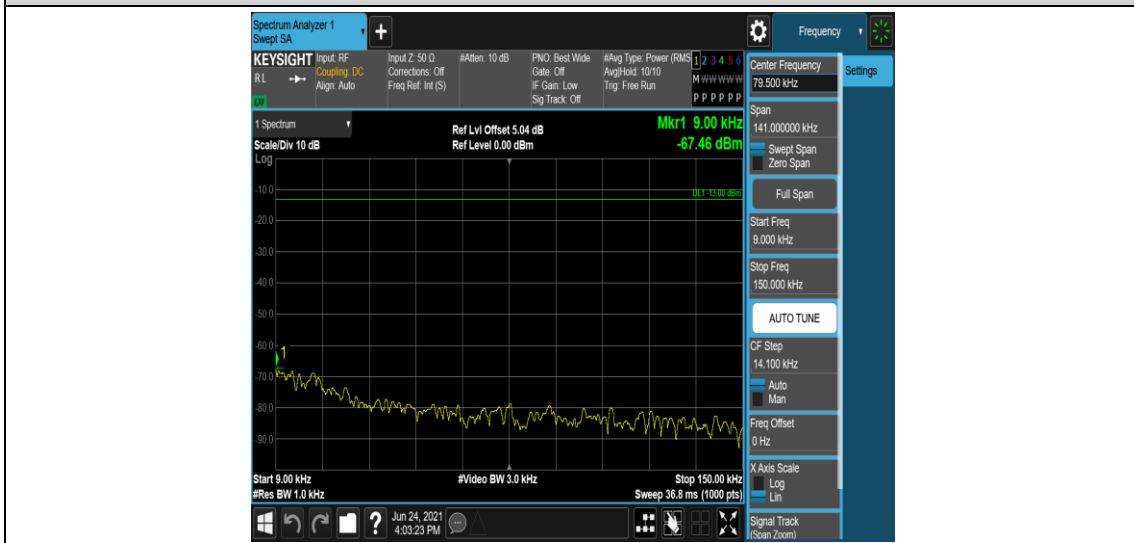 Spectrum Analyzer 1
Swept SA
+
Frequency
KEYSIGHT
RL
LXI
Input: RF
Coupling: DC
Align: Auto
Input Z: 50 Ω
Corrections: Off
Freq Ref: Int (S)
#Atten: 10 dB
PNO: Best Wide
Gate: Off
IF Gain: Low
Sig Track: Off
#Avg Type: Power (RMS
Avg|Hold: 10/10
Trig: Free Run
1 2 3 4 5 6
M W W W W W
P P P P P P
1 Spectrum
Scale/Div 10 dB
Log
Ref Lvl Offset 5.04 dB
Ref Level 0.00 dBm
Mkr1 9.00 kHz
-67.46 dBm
DL1 -13.00 dBm
-10.0
-20.0
-30.0
-40.0
-50.0
-60.0
-70.0
-80.0
-90.0
1
Start 9.00 kHz
#Res BW 1.0 kHz
#Video BW 3.0 kHz
Stop 150.00 kHz
Sweep 36.8 ms (1000 pts)
?
Jun 24, 2021
4:03:23 PM
Center Frequency
79.500 kHz
Settings
Span
141.000000 kHz
Swept Span
Zero Span
Full Span
Start Freq
9.000 kHz
Stop Freq
150.000 kHz
AUTO TUNE
CF Step
14.100 kHz
Auto
Man
Freq Offset
0 Hz
X Axis Scale
Log
Lin
Signal Track
(Span Zoom)